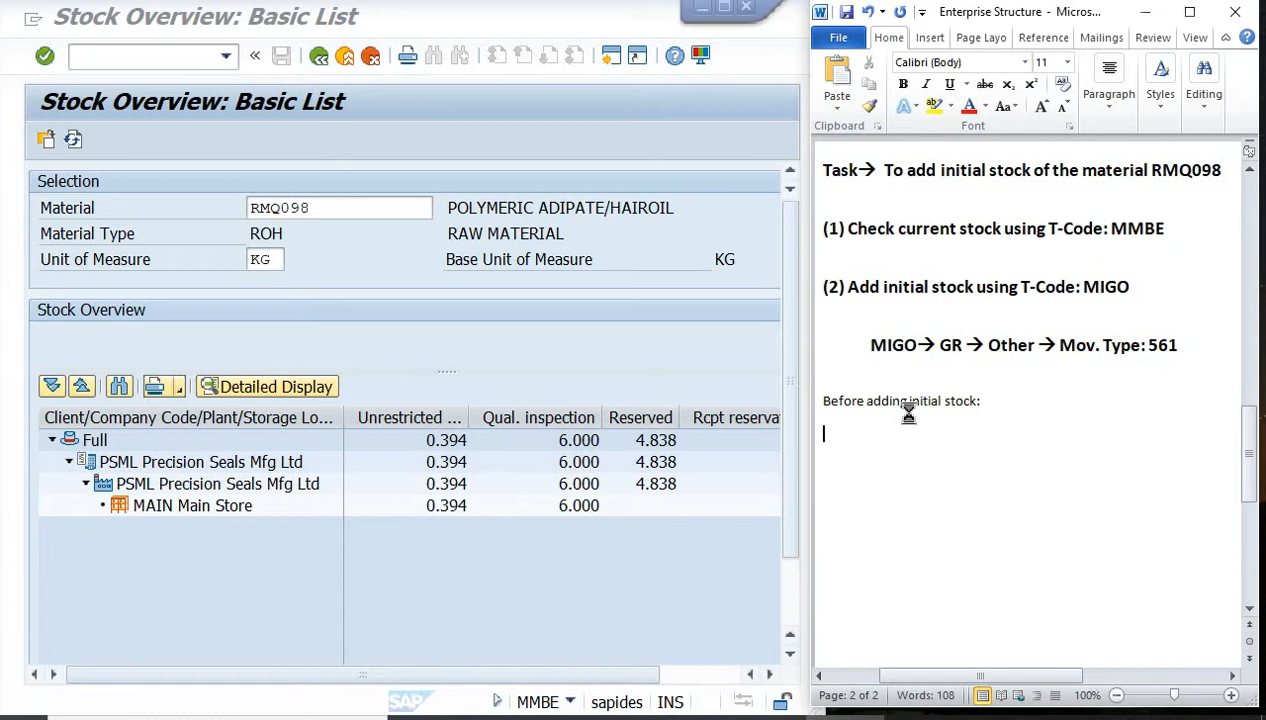 Stock Overview: Basic List
Stock Overview: Basic List
Selection
Material RMQ098 POLYMERIC ADIPATE/HAIROIL
Material Type ROH RAW MATERIAL
Unit of Measure KG Base Unit of Measure KG
Stock Overview
Detailed Display
Client/Company Code/Plant/Storage Lo... Unrestricted ... Qual. inspection Reserved Rcpt reserva
Full 0.394 6.000 4.838
PSML Precision Seals Mfg Ltd 0.394 6.000 4.838
PSML Precision Seals Mfg Ltd 0.394 6.000 4.838
MAIN Main Store 0.394 6.000
SAP MMBE sapides INS
Enterprise Structure - Micros...
File Home Insert Page Layo Reference Mailings Review View
Calibri (Body) 11
Paste
Paragraph Styles Editing
Clipboard Font
Task→ To add initial stock of the material RMQ098
(1) Check current stock using T-Code: MMBE
(2) Add initial stock using T-Code: MIGO
MIGO→ GR → Other → Mov. Type: 561
Before adding initial stock:
Page: 2 of 2 Words: 108 100%